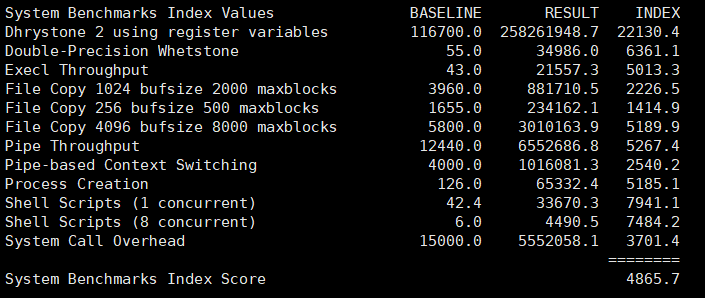 System Benchmarks Index Values               BASELINE       RESULT    INDEX
Dhrystone 2 using register variables         116700.0  258261948.7  22130.4
Double-Precision Whetstone                       55.0      34986.0   6361.1
Execl Throughput                                 43.0      21557.3   5013.3
File Copy 1024 bufsize 2000 maxblocks          3960.0     881710.5   2226.5
File Copy 256 bufsize 500 maxblocks            1655.0     234162.1   1414.9
File Copy 4096 bufsize 8000 maxblocks          5800.0    3010163.9   5189.9
Pipe Throughput                               12440.0    6552686.8   5267.4
Pipe-based Context Switching                   4000.0    1016081.3   2540.2
Process Creation                                126.0      65332.4   5185.1
Shell Scripts (1 concurrent)                     42.4      33670.3   7941.1
Shell Scripts (8 concurrent)                      6.0       4490.5   7484.2
System Call Overhead                          15000.0    5552058.1   3701.4
                                                                   ========
System Benchmarks Index Score                                        4865.7